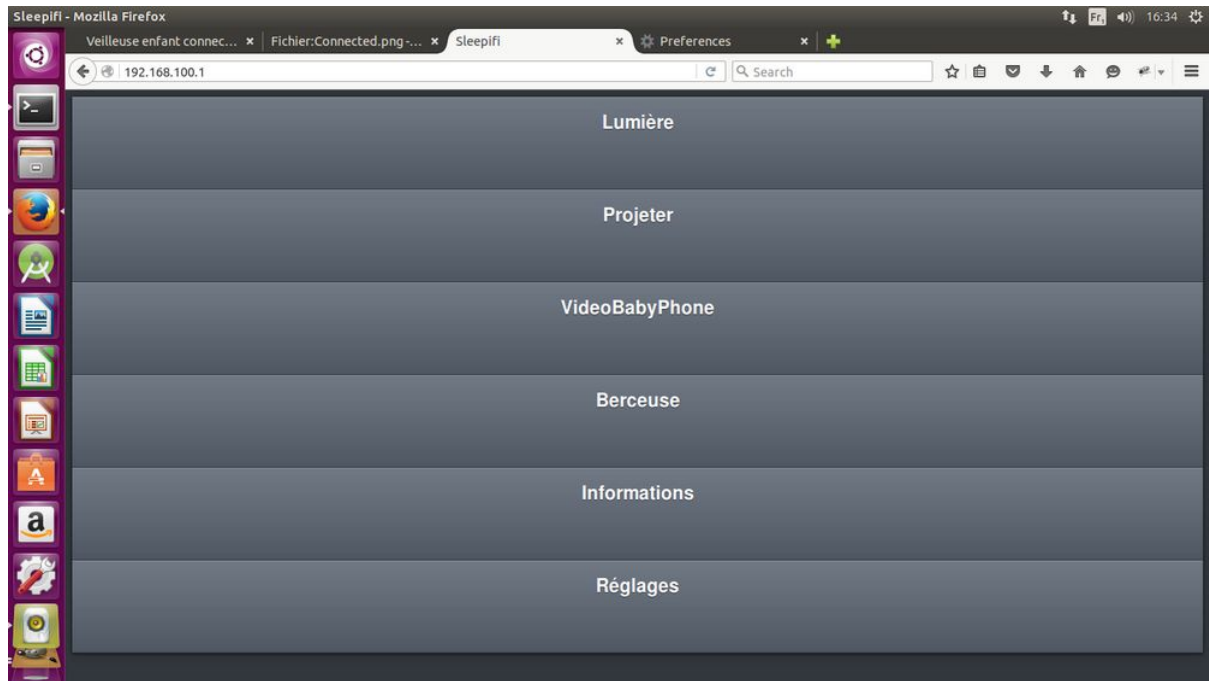 Sleepifi - Mozilla Firefox
Fr
16:34
Veilleuse enfant connec...
Fichier:Connected.png-...
Sleepifi
Preferences
192.168.100.1
Search
Lumière
Projeter
VideoBabyPhone
Berceuse
Informations
Réglages